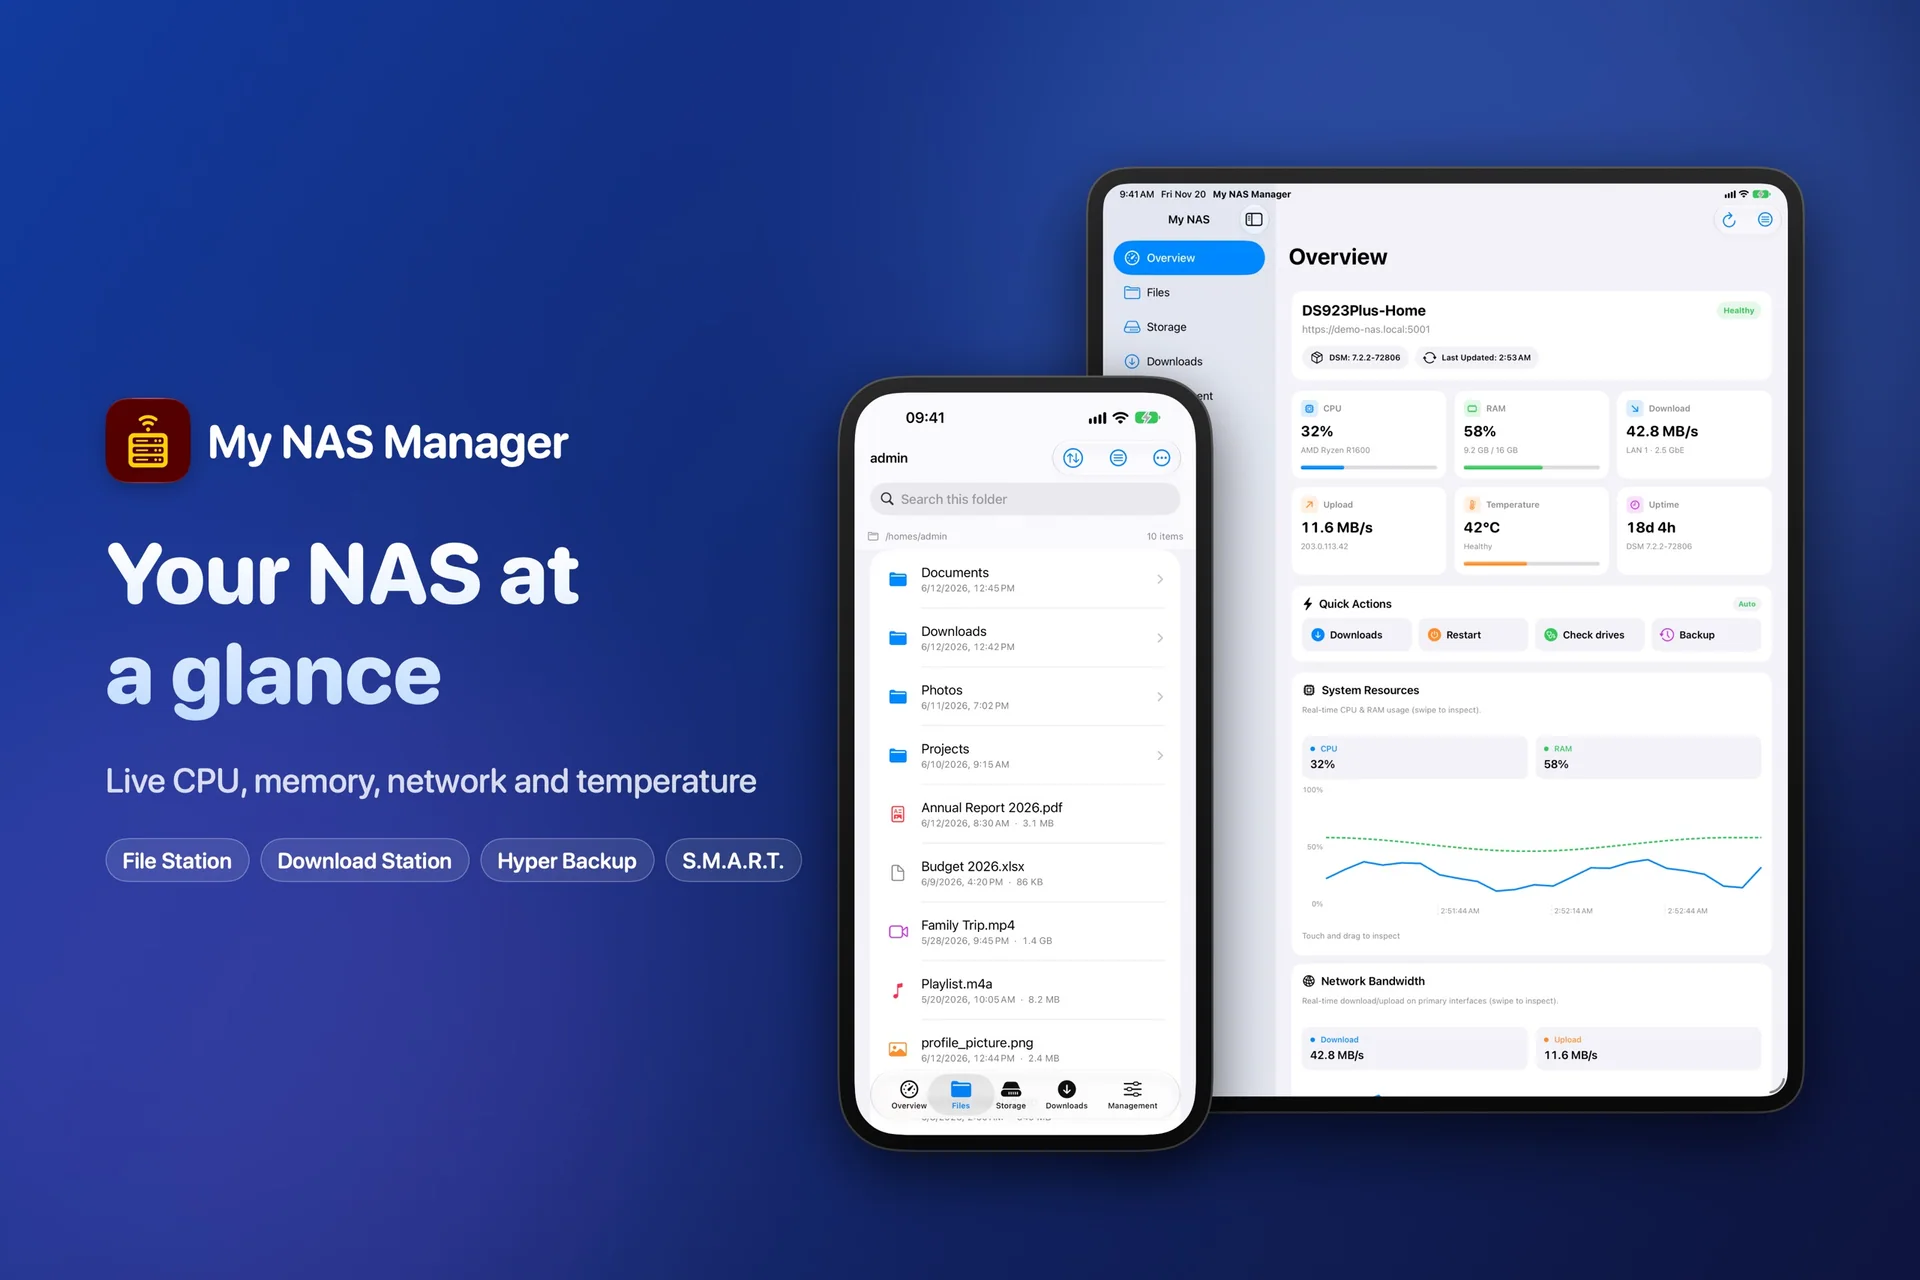 My NAS Manager
Your NAS at
a glance
Live CPU, memory, network and temperature
File Station
Download Station
Hyper Backup
S.M.A.R.T.
09:41
admin
Search this folder
/homes/admin
10 items
Documents
6/12/2026, 12:45 PM
Downloads
6/12/2026, 12:42 PM
Photos
6/11/2026, 7:02 PM
Projects
6/10/2026, 9:15 AM
Annual Report 2026.pdf
6/12/2026, 8:30 AM · 3.1 MB
Budget 2026.xlsx
6/9/2026, 4:20 PM · 86 KB
Family Trip.mp4
5/28/2026, 9:45 PM · 1.4 GB
Playlist.m4a
5/20/2026, 10:05 AM · 8.2 MB
profile_picture.png
6/12/2026, 12:44 PM · 2.4 MB
Overview
Files
Storage
Downloads
Management
9:41 AM Fri Nov 20 My NAS Manager
My NAS
Overview
Files
Storage
Downloads
ent
Overview
DS923Plus-Home
Healthy
https://demo-nas.local:5001
DSM: 7.2.2-72806
Last Updated: 2:53 AM
CPU
32%
AMD Ryzen R1600
RAM
58%
9.2 GB / 16 GB
Download
42.8 MB/s
LAN 1 · 2.5 GbE
Upload
11.6 MB/s
203.0.113.42
Temperature
42°C
Healthy
Uptime
18d 4h
DSM 7.2.2-72806
Quick Actions
Auto
Downloads
Restart
Check drives
Backup
System Resources
Real-time CPU & RAM usage (swipe to inspect).
CPU
32%
RAM
58%
100%
50%
0%
2:51:44 AM
2:52:14 AM
2:52:44 AM
Touch and drag to inspect
Network Bandwidth
Real-time download/upload on primary interfaces (swipe to inspect).
Download
42.8 MB/s
Upload
11.6 MB/s